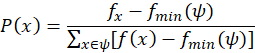 P(x) = \frac{f_x - f_{min}(\psi)}{\sum_{x \in \psi}[f(x) - f_{min}(\psi)]}